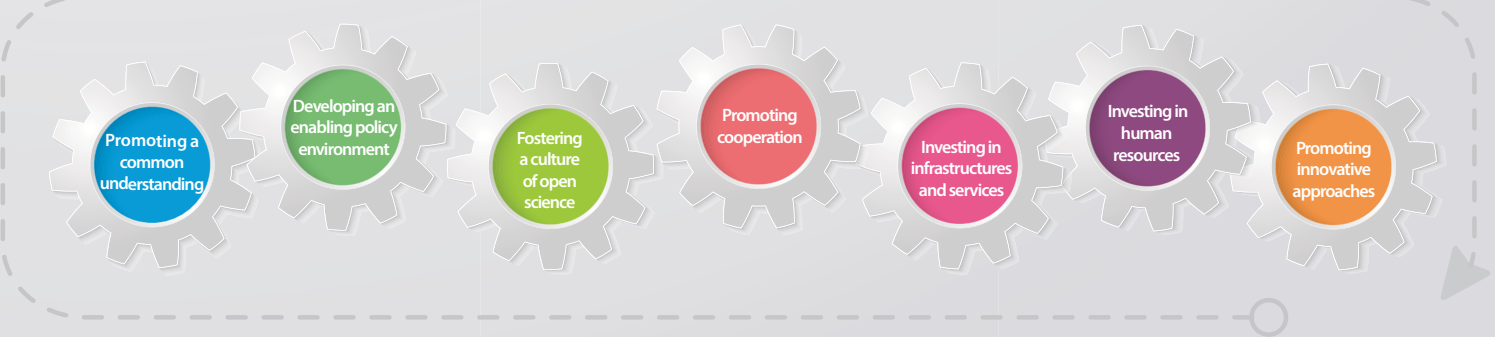 Promoting a
common
understanding
Developing an
enabling policy
environment
Fostering
a culture
of open
science
Promoting
cooperation
Investing in
infrastructures
and services
Investing in
human
resources
Promoting
innovative
approaches